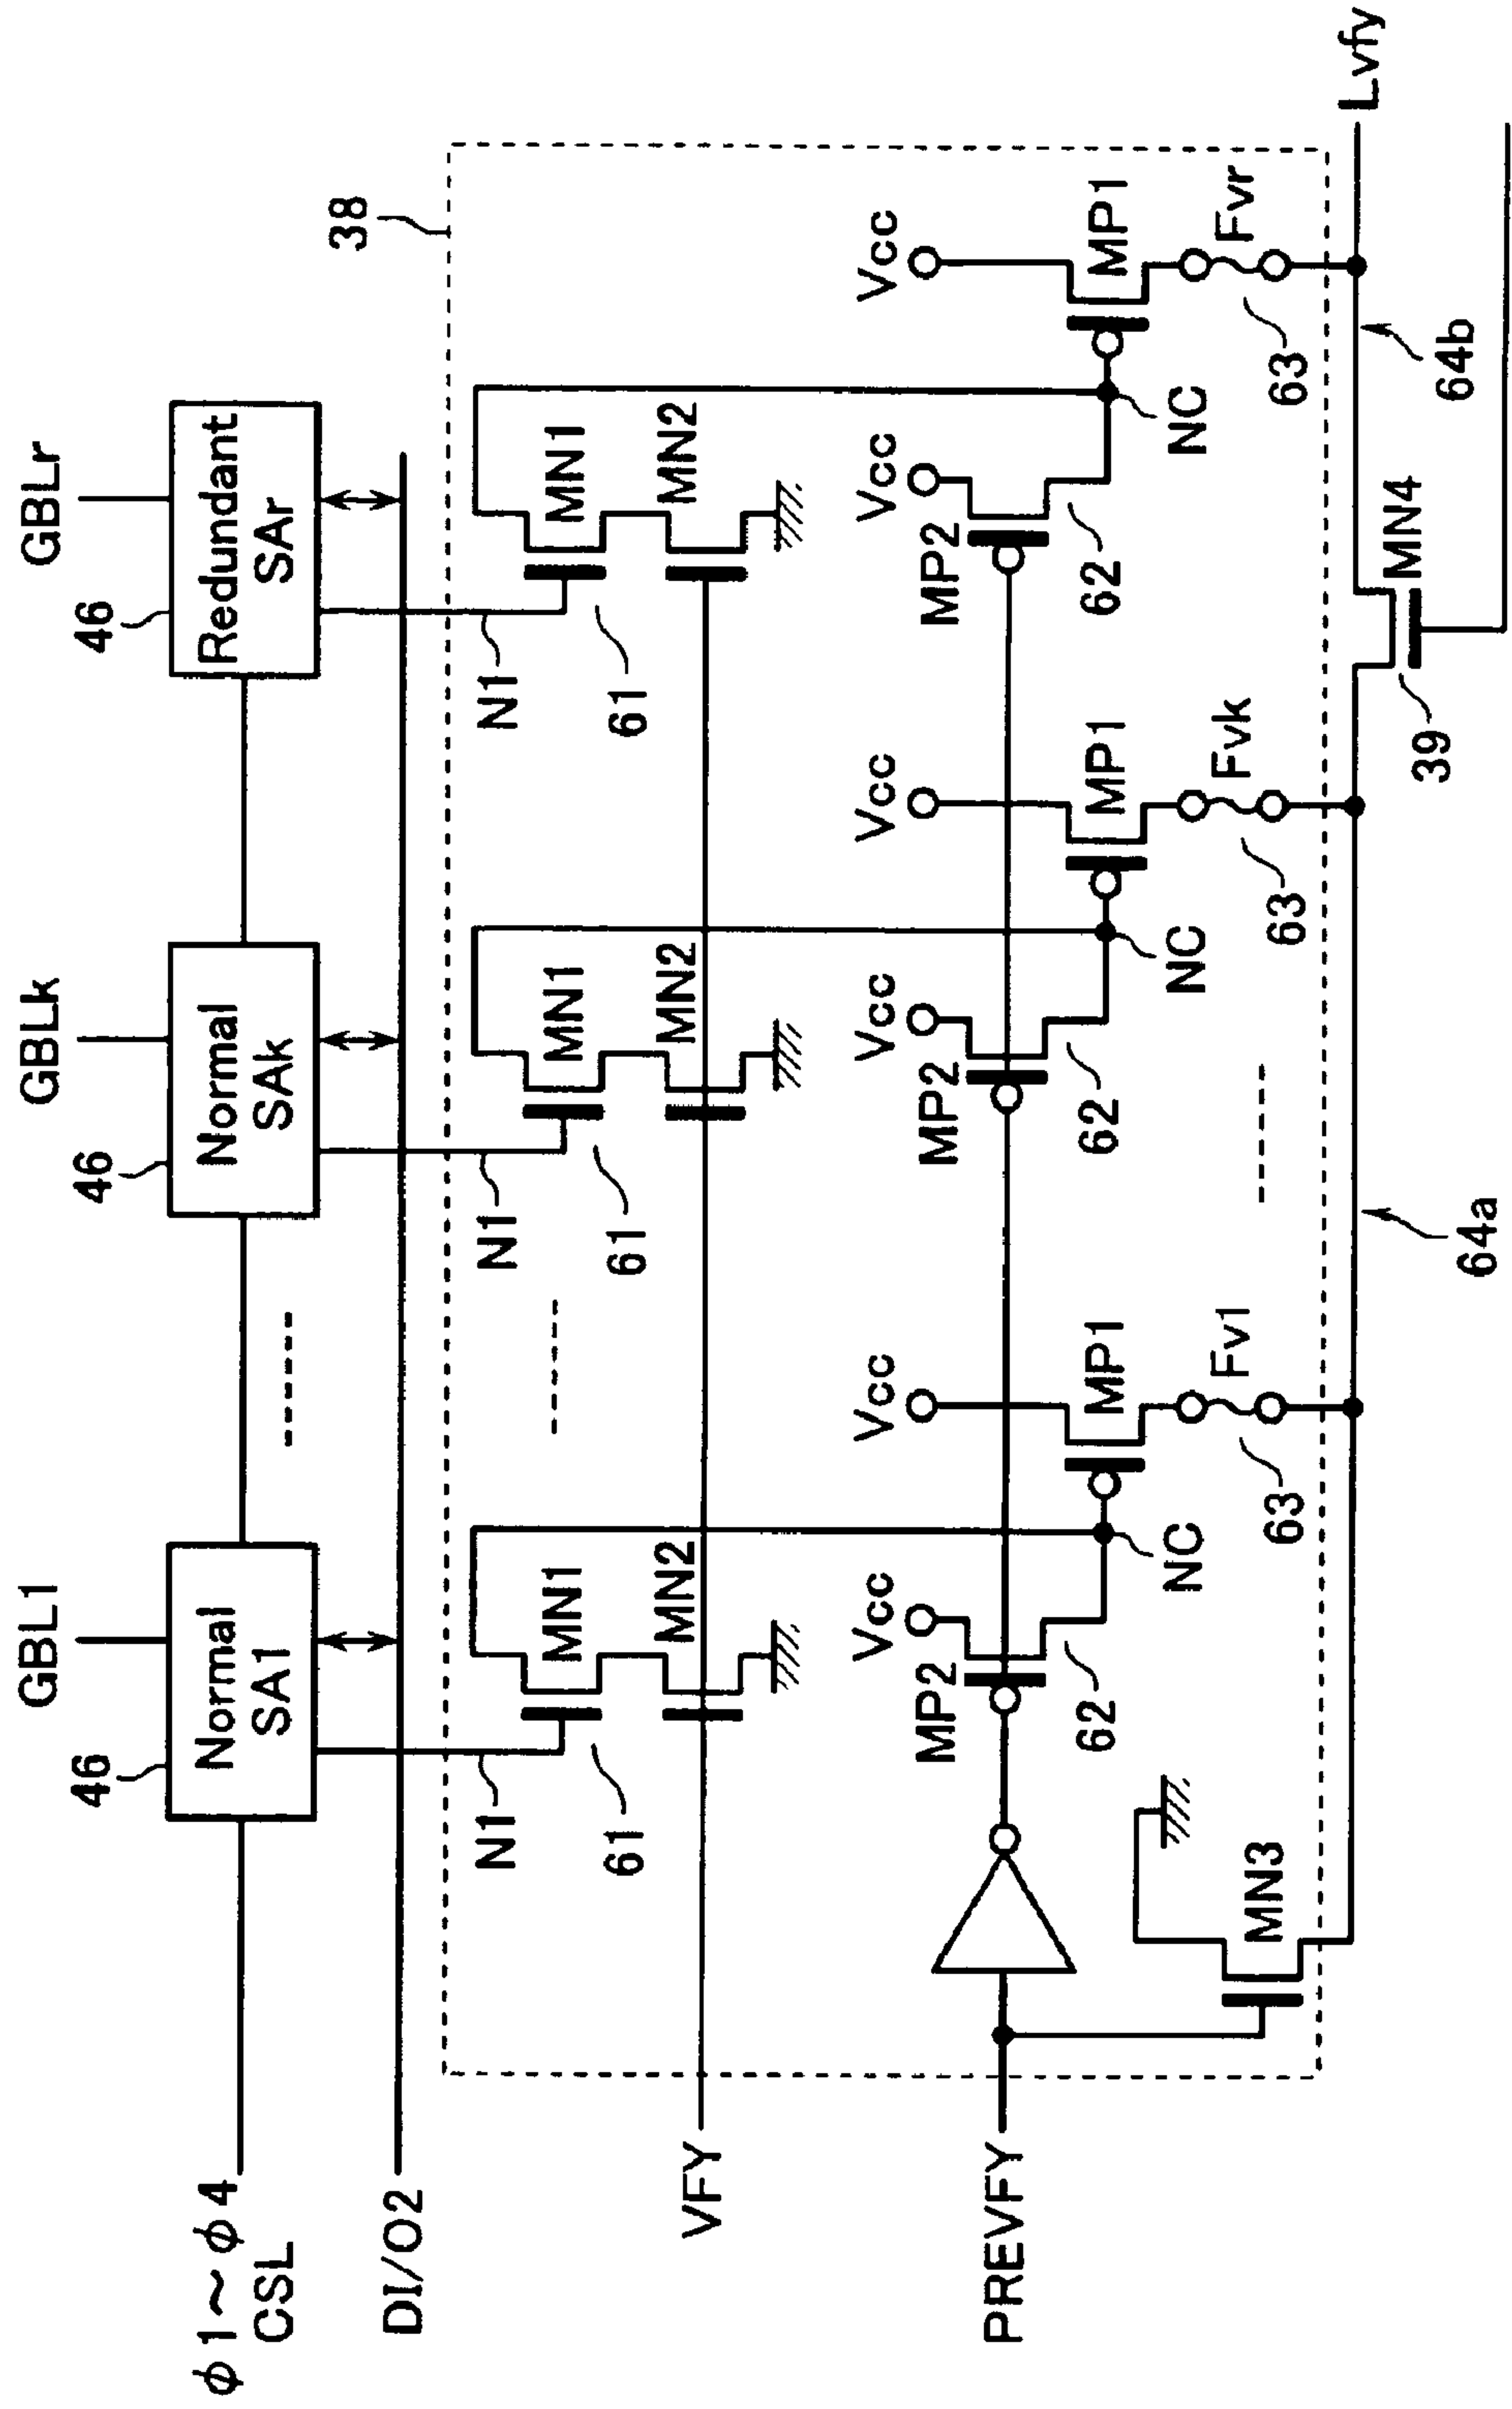 GBL1
GBLk
GBLr
46
46
46
Normal
SA1
Normal
SAk
Redundant
SAr
φ1~φ4
CSL
38
DI/O2
N1
N1
N1
MN1
MN1
MN1
61
61
61
MN2
MN2
MN2
VFY
Vcc
Vcc
Vcc
Vcc
Vcc
Vcc
MP2
MP2
MP2
PREVFY
62
62
62
MP1
MP1
MP1
NC
NC
NC
Fv1
Fvk
Fvr
MN3
63
63
63
Lvfy
MN4
39
64a
64b